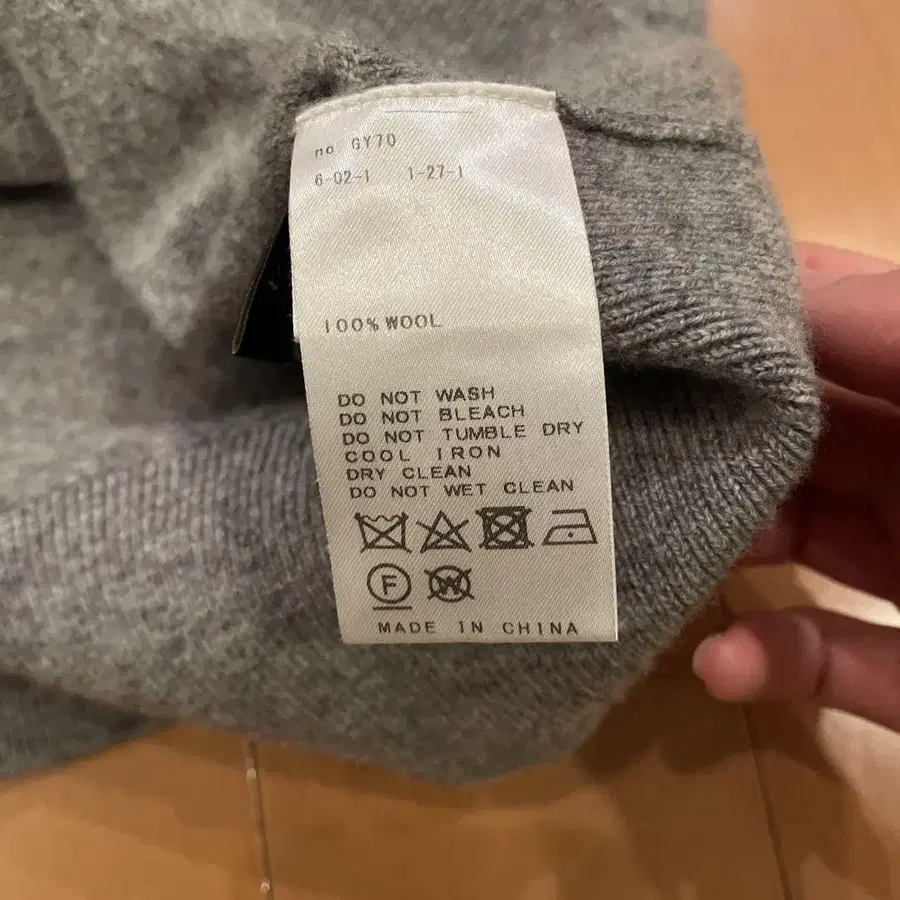 no. GY70
6-02-1 1-27-1
100% WOOL
DO NOT WASH
DO NOT BLEACH
DO NOT TUMBLE DRY
COOL IRON
DRY CLEAN
DO NOT WET CLEAN
F W
MADE IN CHINA